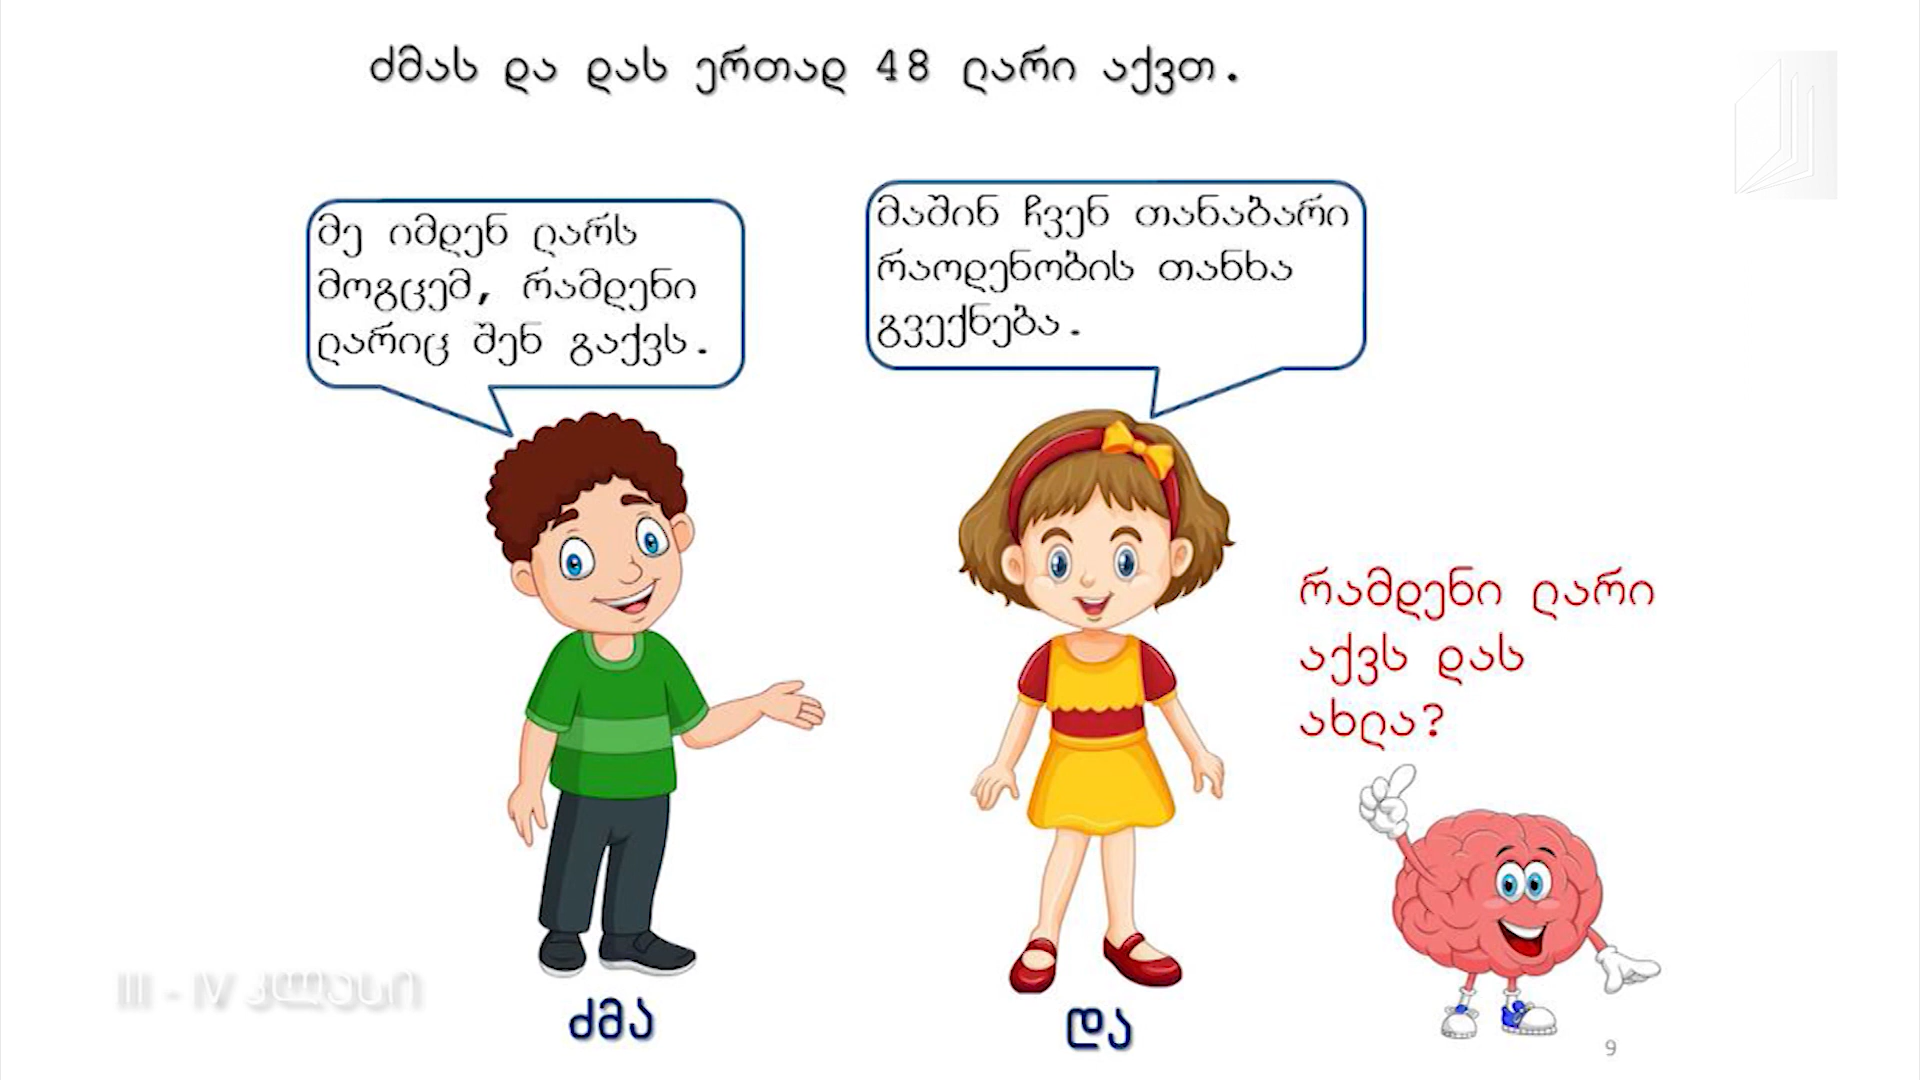 ძმას და დას ერთად 48 ლარი აქვთ.
მე იმდენ ლარს
მოგცემ, რამდენი
ლარიც შენ გაქვს.
მაშინ ჩვენ თანაბარი
რაოდენობის თანხა
გვექნება.
რამდენი ლარი
აქვს დას
ახლა?
ძმა
და
III - IV კლასი
9